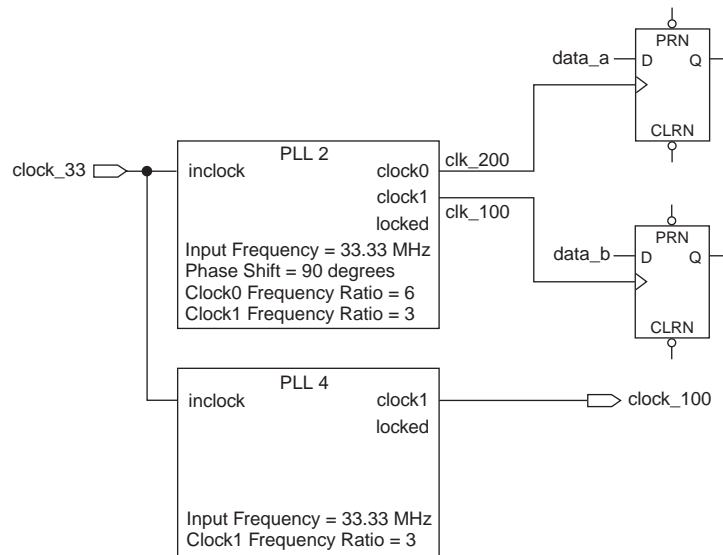 PRN
data_a
D
Q
CLRN
clock_33
PLL 2
inclock
clock0
clk_200
clock1
clk_100
locked
Input Frequency = 33.33 MHz
Phase Shift = 90 degrees
Clock0 Frequency Ratio = 6
Clock1 Frequency Ratio = 3
PRN
data_b
D
Q
CLRN
PLL 4
inclock
clock1
clock_100
locked
Input Frequency = 33.33 MHz
Clock1 Frequency Ratio = 3